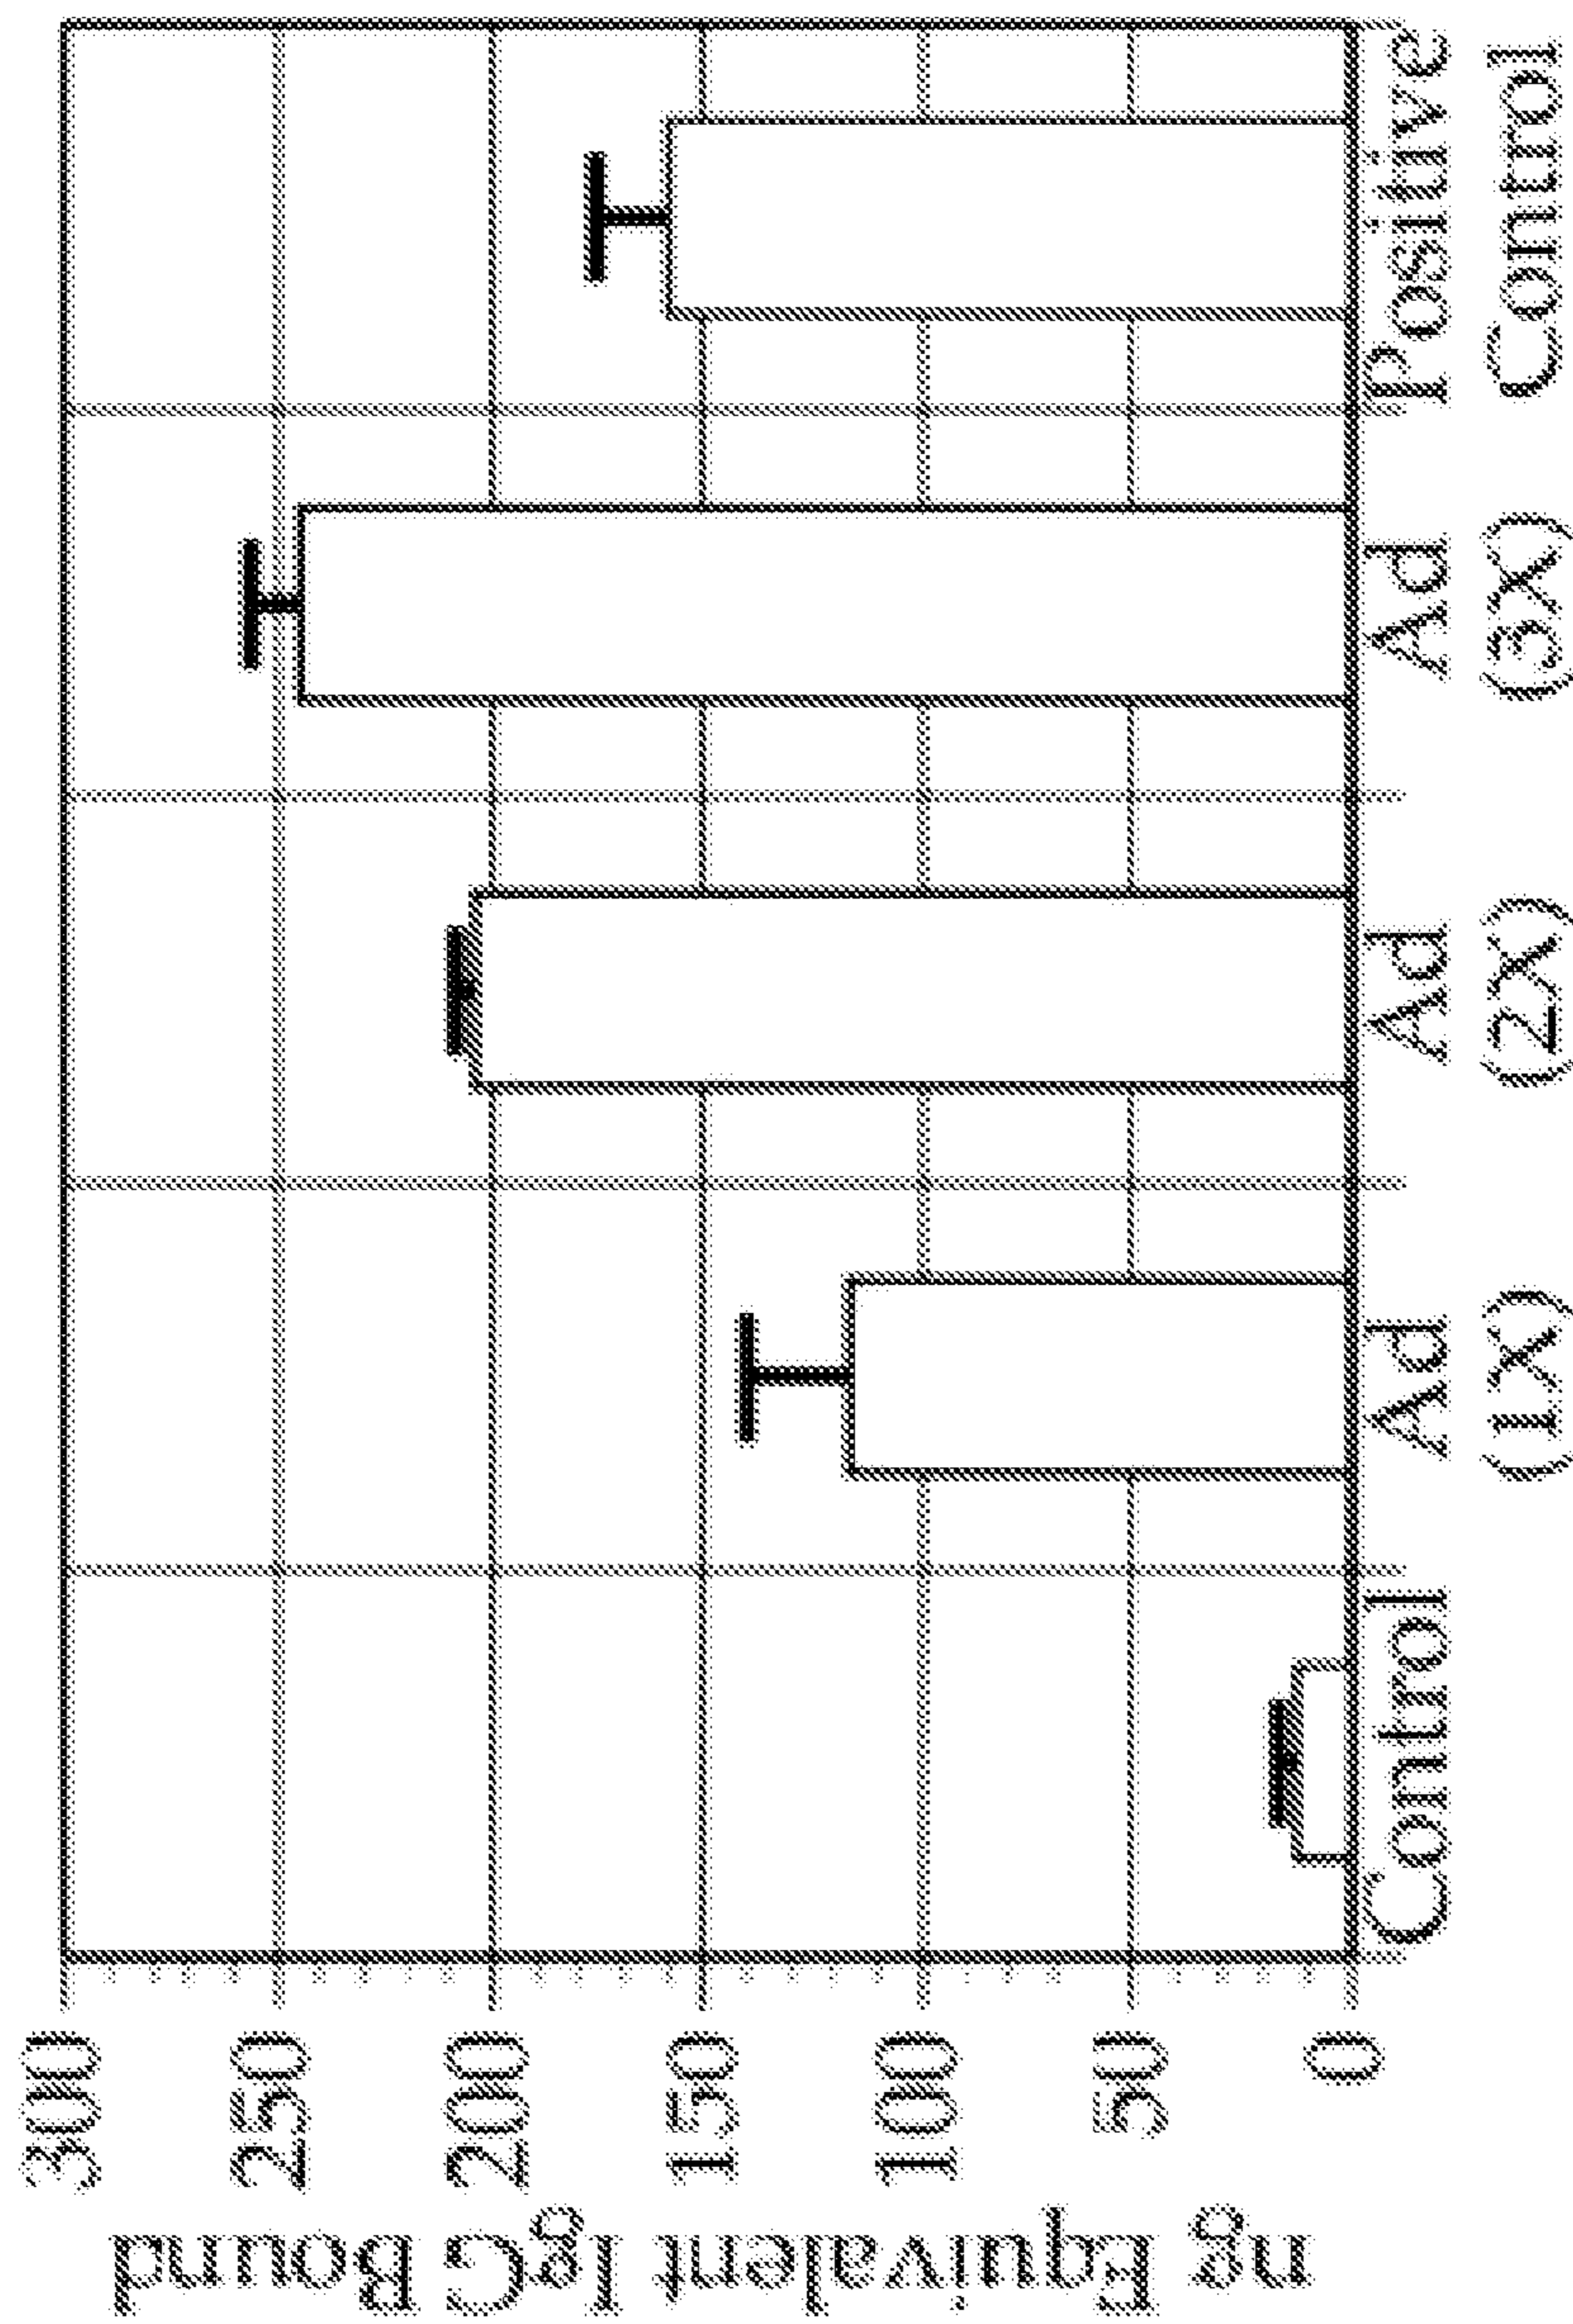 ng Equivalent IgG Bound
300
250
200
150
100
50
0
Control
Ad
(1X)
Ad
(2X)
Ad
(3X)
Positive
Control